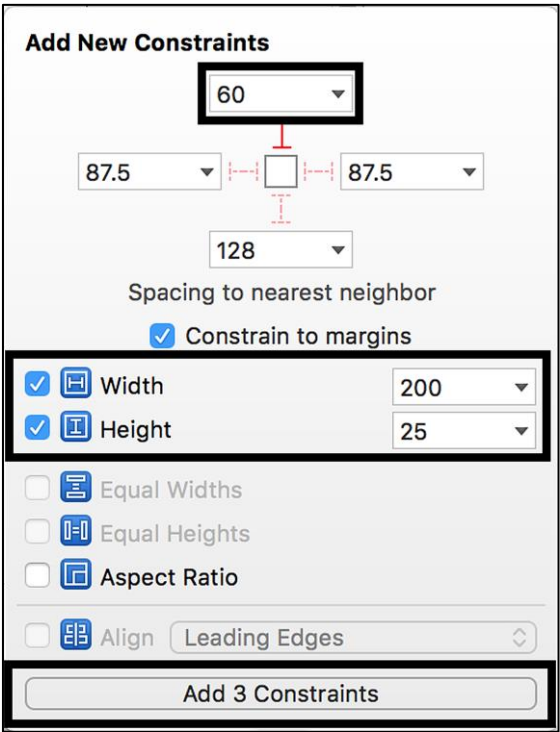 Add New Constraints
60
87.5 87.5
128
Spacing to nearest neighbor
Constrain to margins
Width 200
Height 25
Equal Widths
Equal Heights
Aspect Ratio
Align Leading Edges
Add 3 Constraints